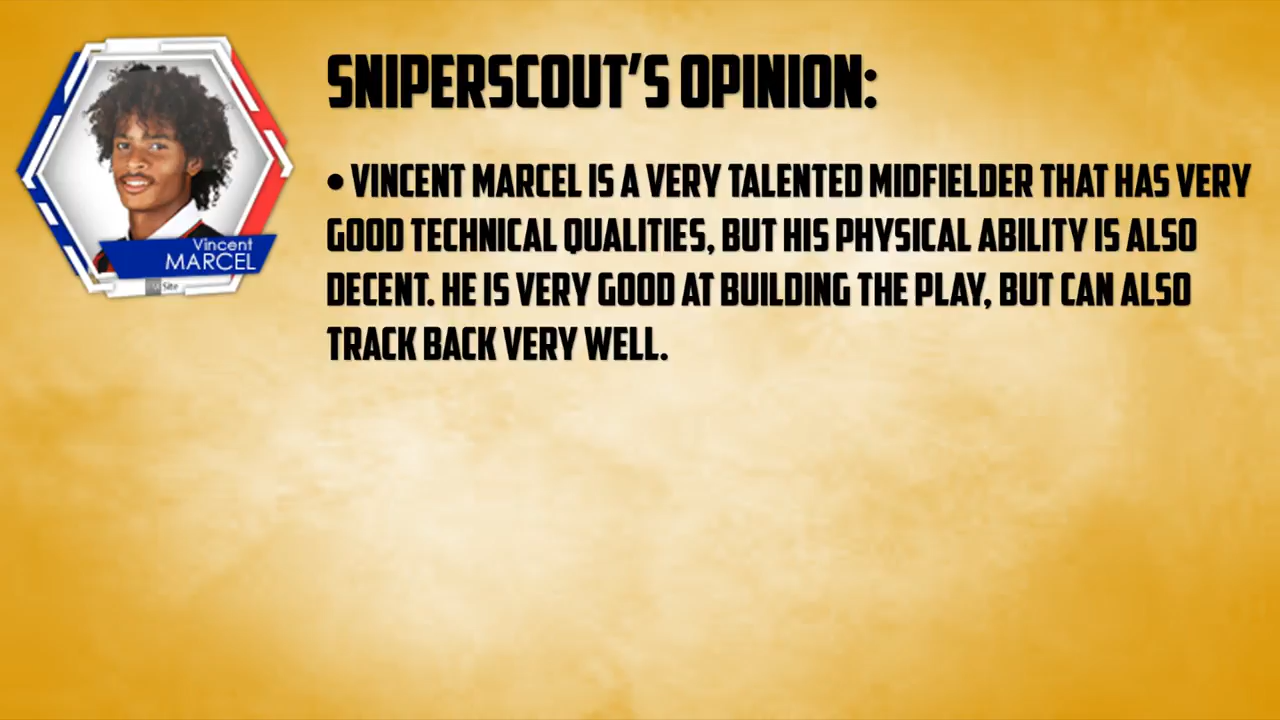 SNIPERSCOUT'S OPINION:
• VINCENT MARCEL IS A VERY TALENTED MIDFIELDER THAT HAS VERY
GOOD TECHNICAL QUALITIES, BUT HIS PHYSICAL ABILITY IS ALSO
DECENT. HE IS VERY GOOD AT BUILDING THE PLAY, BUT CAN ALSO
TRACK BACK VERY WELL.
Vincent
MARCEL
Site